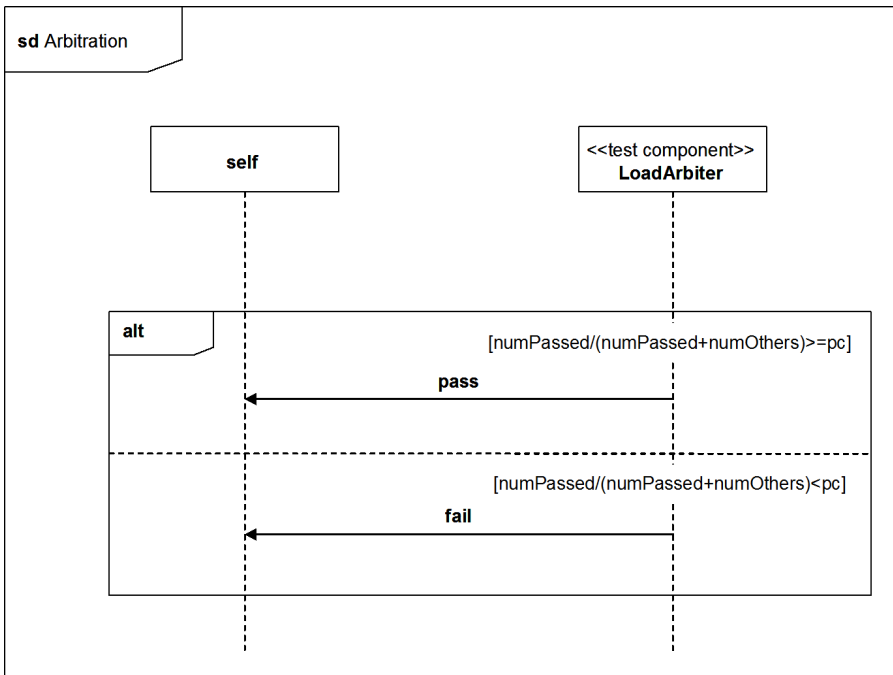 sd Arbitration
self
<<test component>>
LoadArbiter
alt
[numPassed/(numPassed+numOthers)>=pc]
pass
[numPassed/(numPassed+numOthers)<pc]
fail